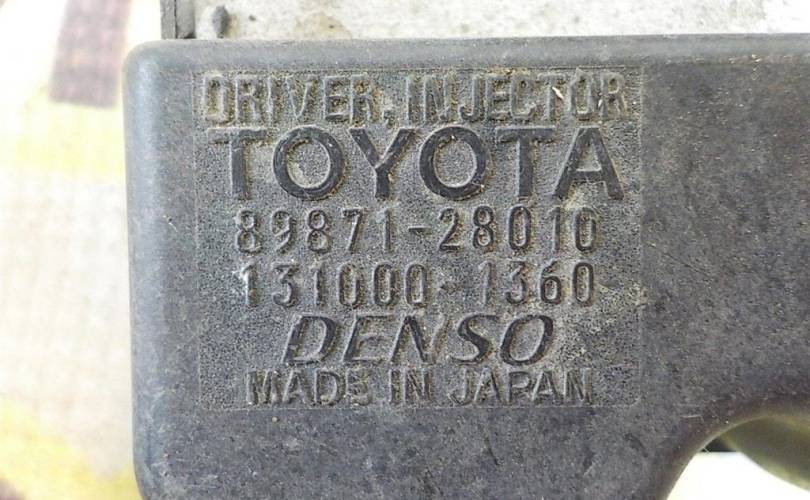 DRIVER, INJECTOR
TOYOTA
89871-28010
131000-1360
DENSO
MADE IN JAPAN